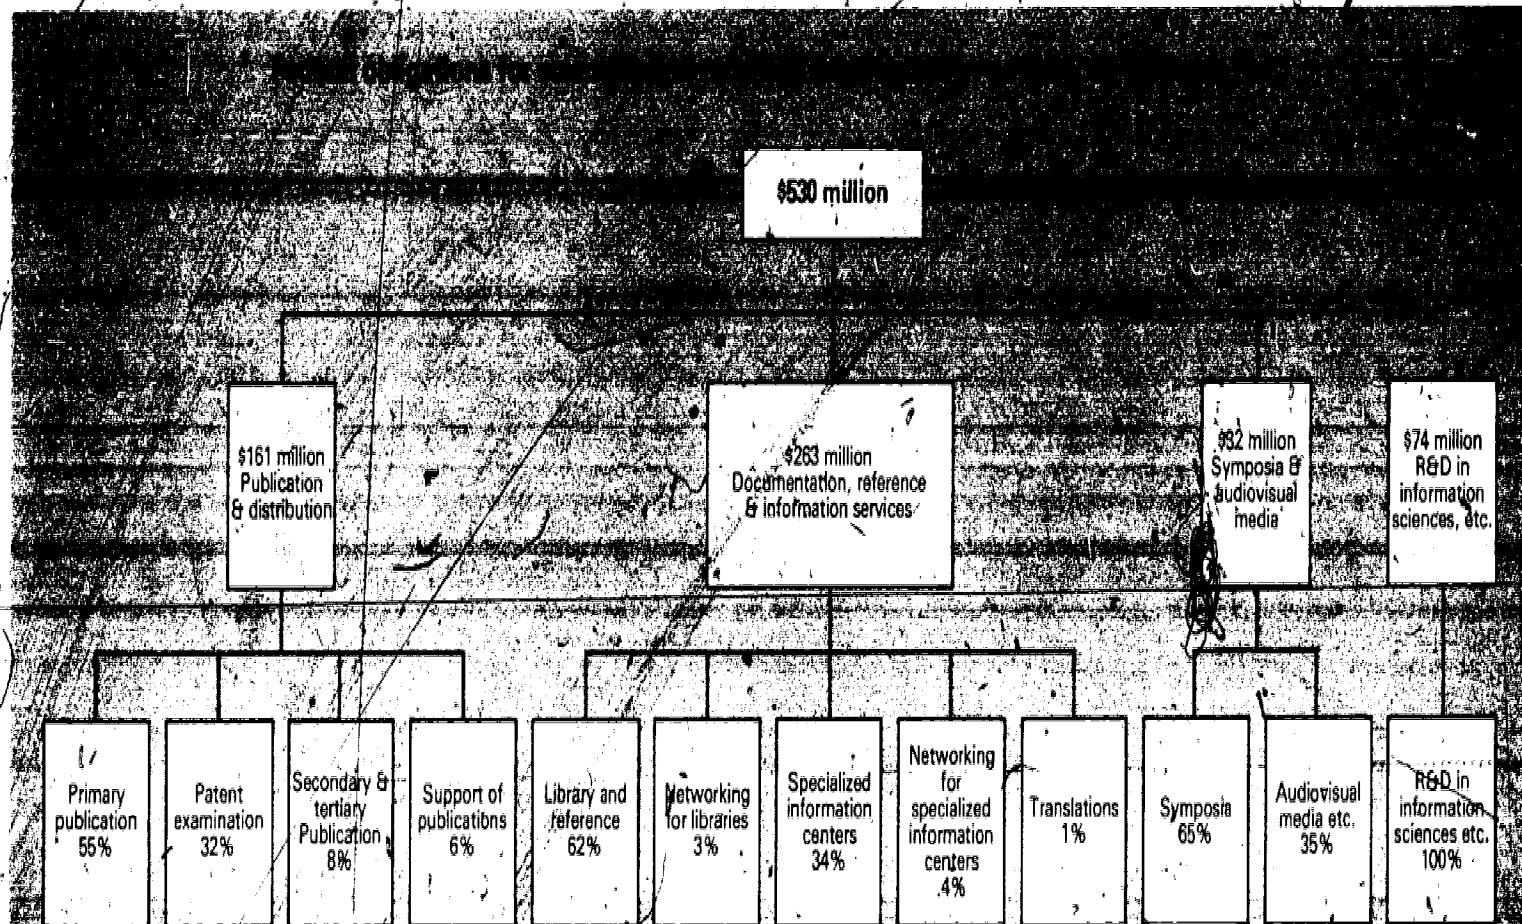 $530 million
$161 million
Publication
& distribution
$263 million
Documentation, reference
& information services
$32 million
Symposia &
audiovisual
media
$74 million
R&D in
information
sciences, etc.
Primary
publication
55%
Patent
examination
32%
Secondary &
tertiary
Publication
8%
Support of
publications
6%
Library and
reference
62%
Networking
for libraries
3%
Specialized
information
centers
34%
Networking
for
specialized
information
centers
.4%
Translations
1%
Symposia
65%
Audiovisual
media etc.
35%
R&D in
information
sciences etc.
100%